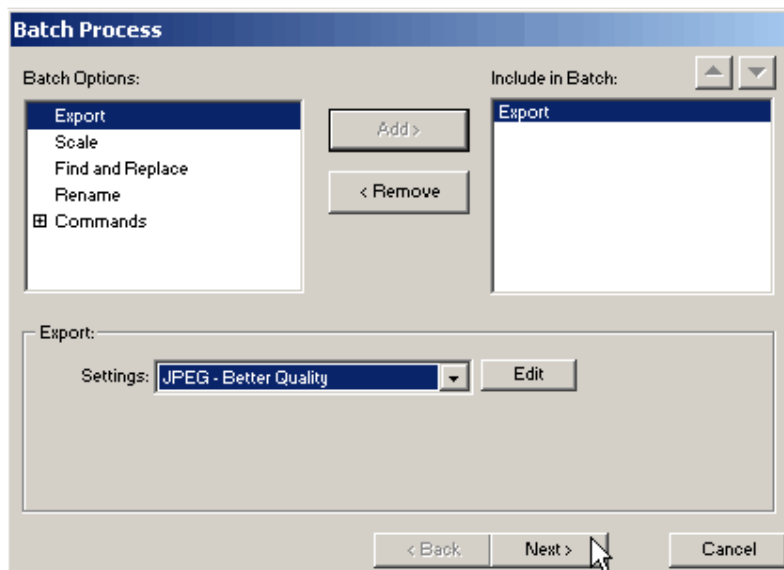 Batch Process
Batch Options:
Include in Batch:
Export
Scale
Find and Replace
Rename
Commands
Add >
< Remove
Export
Export:
Settings:
JPEG - Better Quality
Edit
< Back
Next >
Cancel